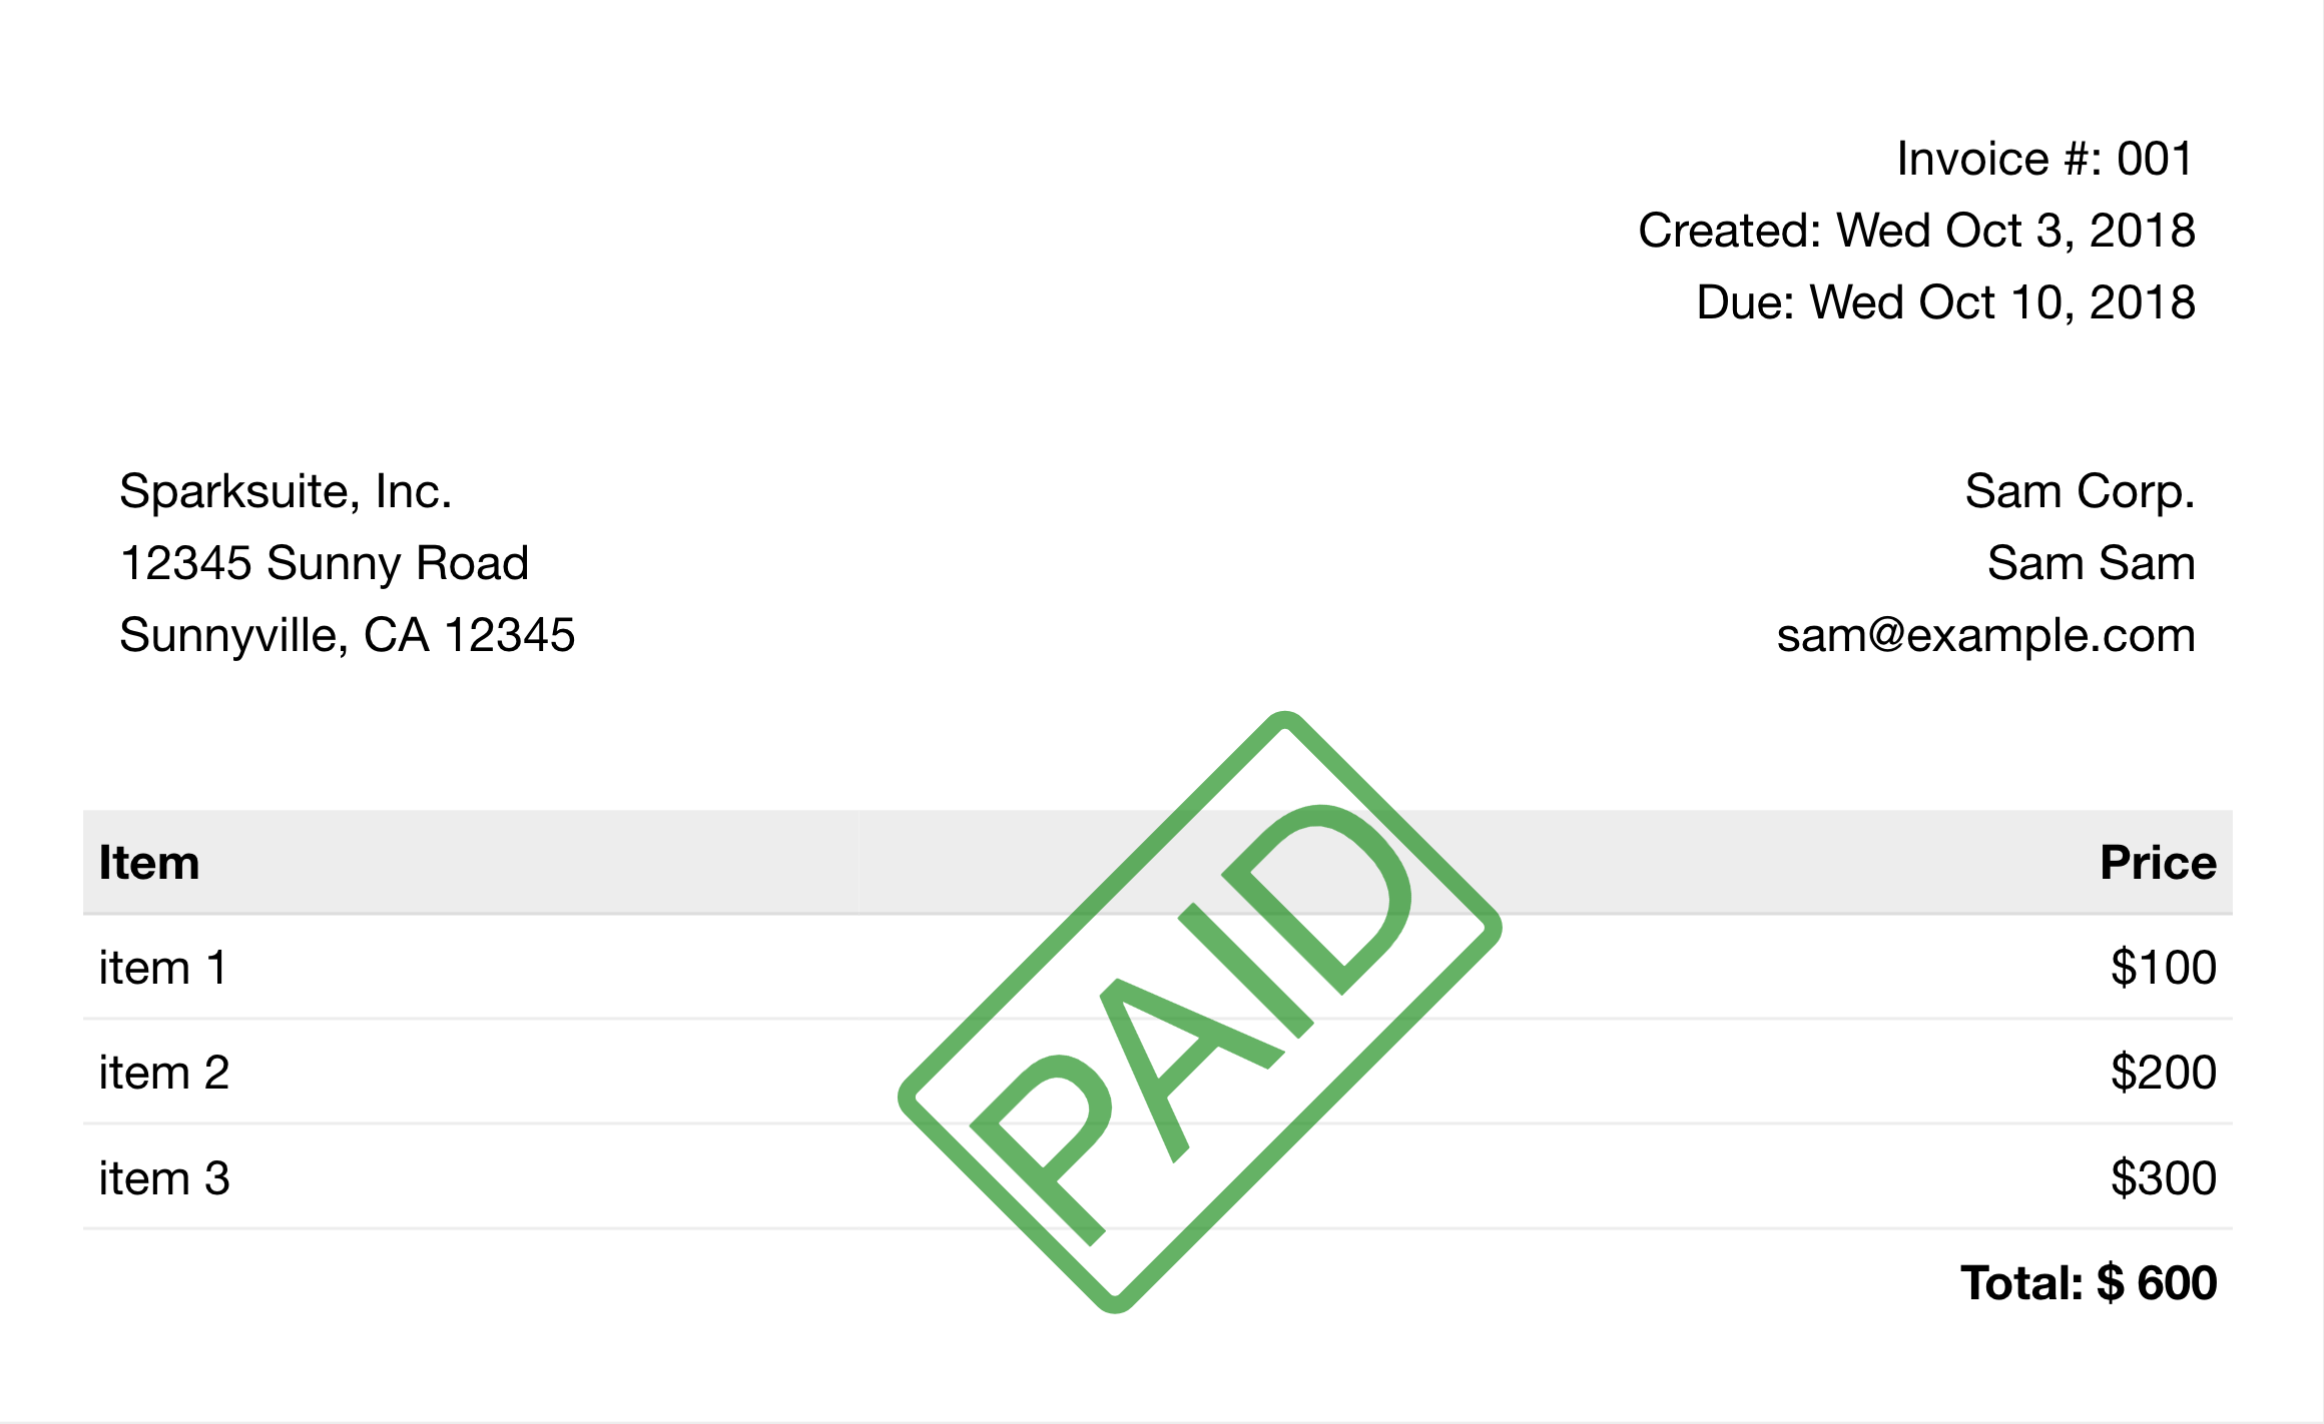 Invoice #: 001
Created: Wed Oct 3, 2018
Due: Wed Oct 10, 2018
Sparksuite, Inc.
12345 Sunny Road
Sunnyville, CA 12345
Sam Corp.
Sam Sam
sam@example.com
Item Price
item 1 $100
item 2 $200
item 3 $300
Total: $ 600
PAID